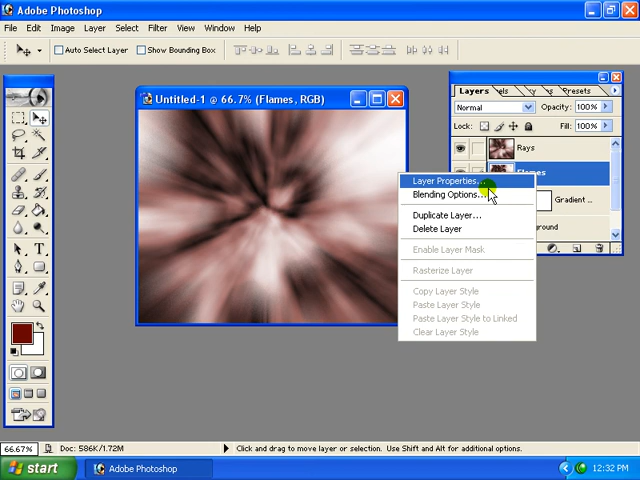 Adobe Photoshop
File Edit Image Layer Select Filter View Window Help
Auto Select Layer Show Bounding Box
Untitled-1 @ 66.7% (Flames, RGB)
Layers Presets
Normal Opacity: 100%
Lock: Fill: 100%
Rays
Flames
Gradient ...
Layer Properties...
Blending Options...
Duplicate Layer...
Delete Layer
Enable Layer Mask
Rasterize Layer
Copy Layer Style
Paste Layer Style
Paste Layer Style to Linked
Clear Layer Style
66.67% Doc: 586K/1.72M Click and drag to move layer or selection. Use Shift and Alt for additional options.
start Adobe Photoshop 12:32 PM